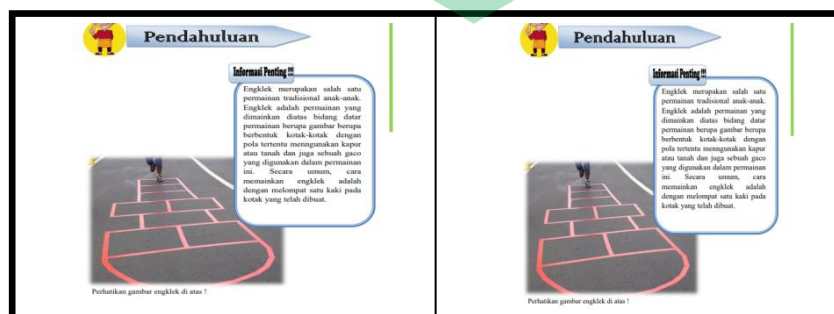 Pendahuluan
Informasi Penting !!!
Engklek merupakan salah satu
permainan tradisional anak-anak.
Engklek adalah permainan yang
dimainkan diatas bidang datar
permainan berupa gambar berupa
berbentuk kotak-kotak dengan
pola tertentu menngunakan kapur
atau tanah dan juga sebuah gaco
yang digunakan dalam permainan
ini. Secara umum, cara
memainkan engklek adalah
dengan melompat satu kaki pada
kotak yang telah dibuat.
Perhatikan gambar engklek di atas !
Pendahuluan
Informasi Penting !!!
Engklek merupakan salah satu
permainan tradisional anak-anak.
Engklek adalah permainan yang
dimainkan diatas bidang datar
permainan berupa gambar berupa
berbentuk kotak-kotak dengan
pola tertentu menngunakan kapur
atau tanah dan juga sebuah gaco
yang digunakan dalam permainan
ini. Secara umum, cara
memainkan engklek adalah
dengan melompat satu kaki pada
kotak yang telah dibuat.
Perhatikan gambar engklek di atas !